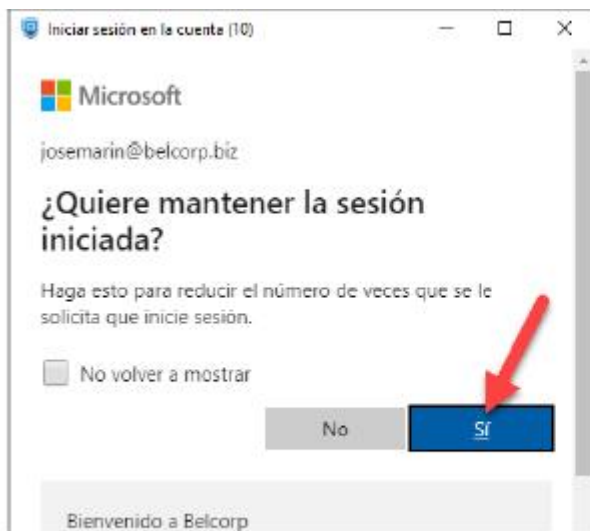 Iniciar sesión en la cuenta (10)
Microsoft
josemarin@belcorp.biz
¿Quiere mantener la sesión
iniciada?
Haga esto para reducir el número de veces que se le
solicita que inicie sesión.
No volver a mostrar
No
Sí
Bienvenido a Belcorp